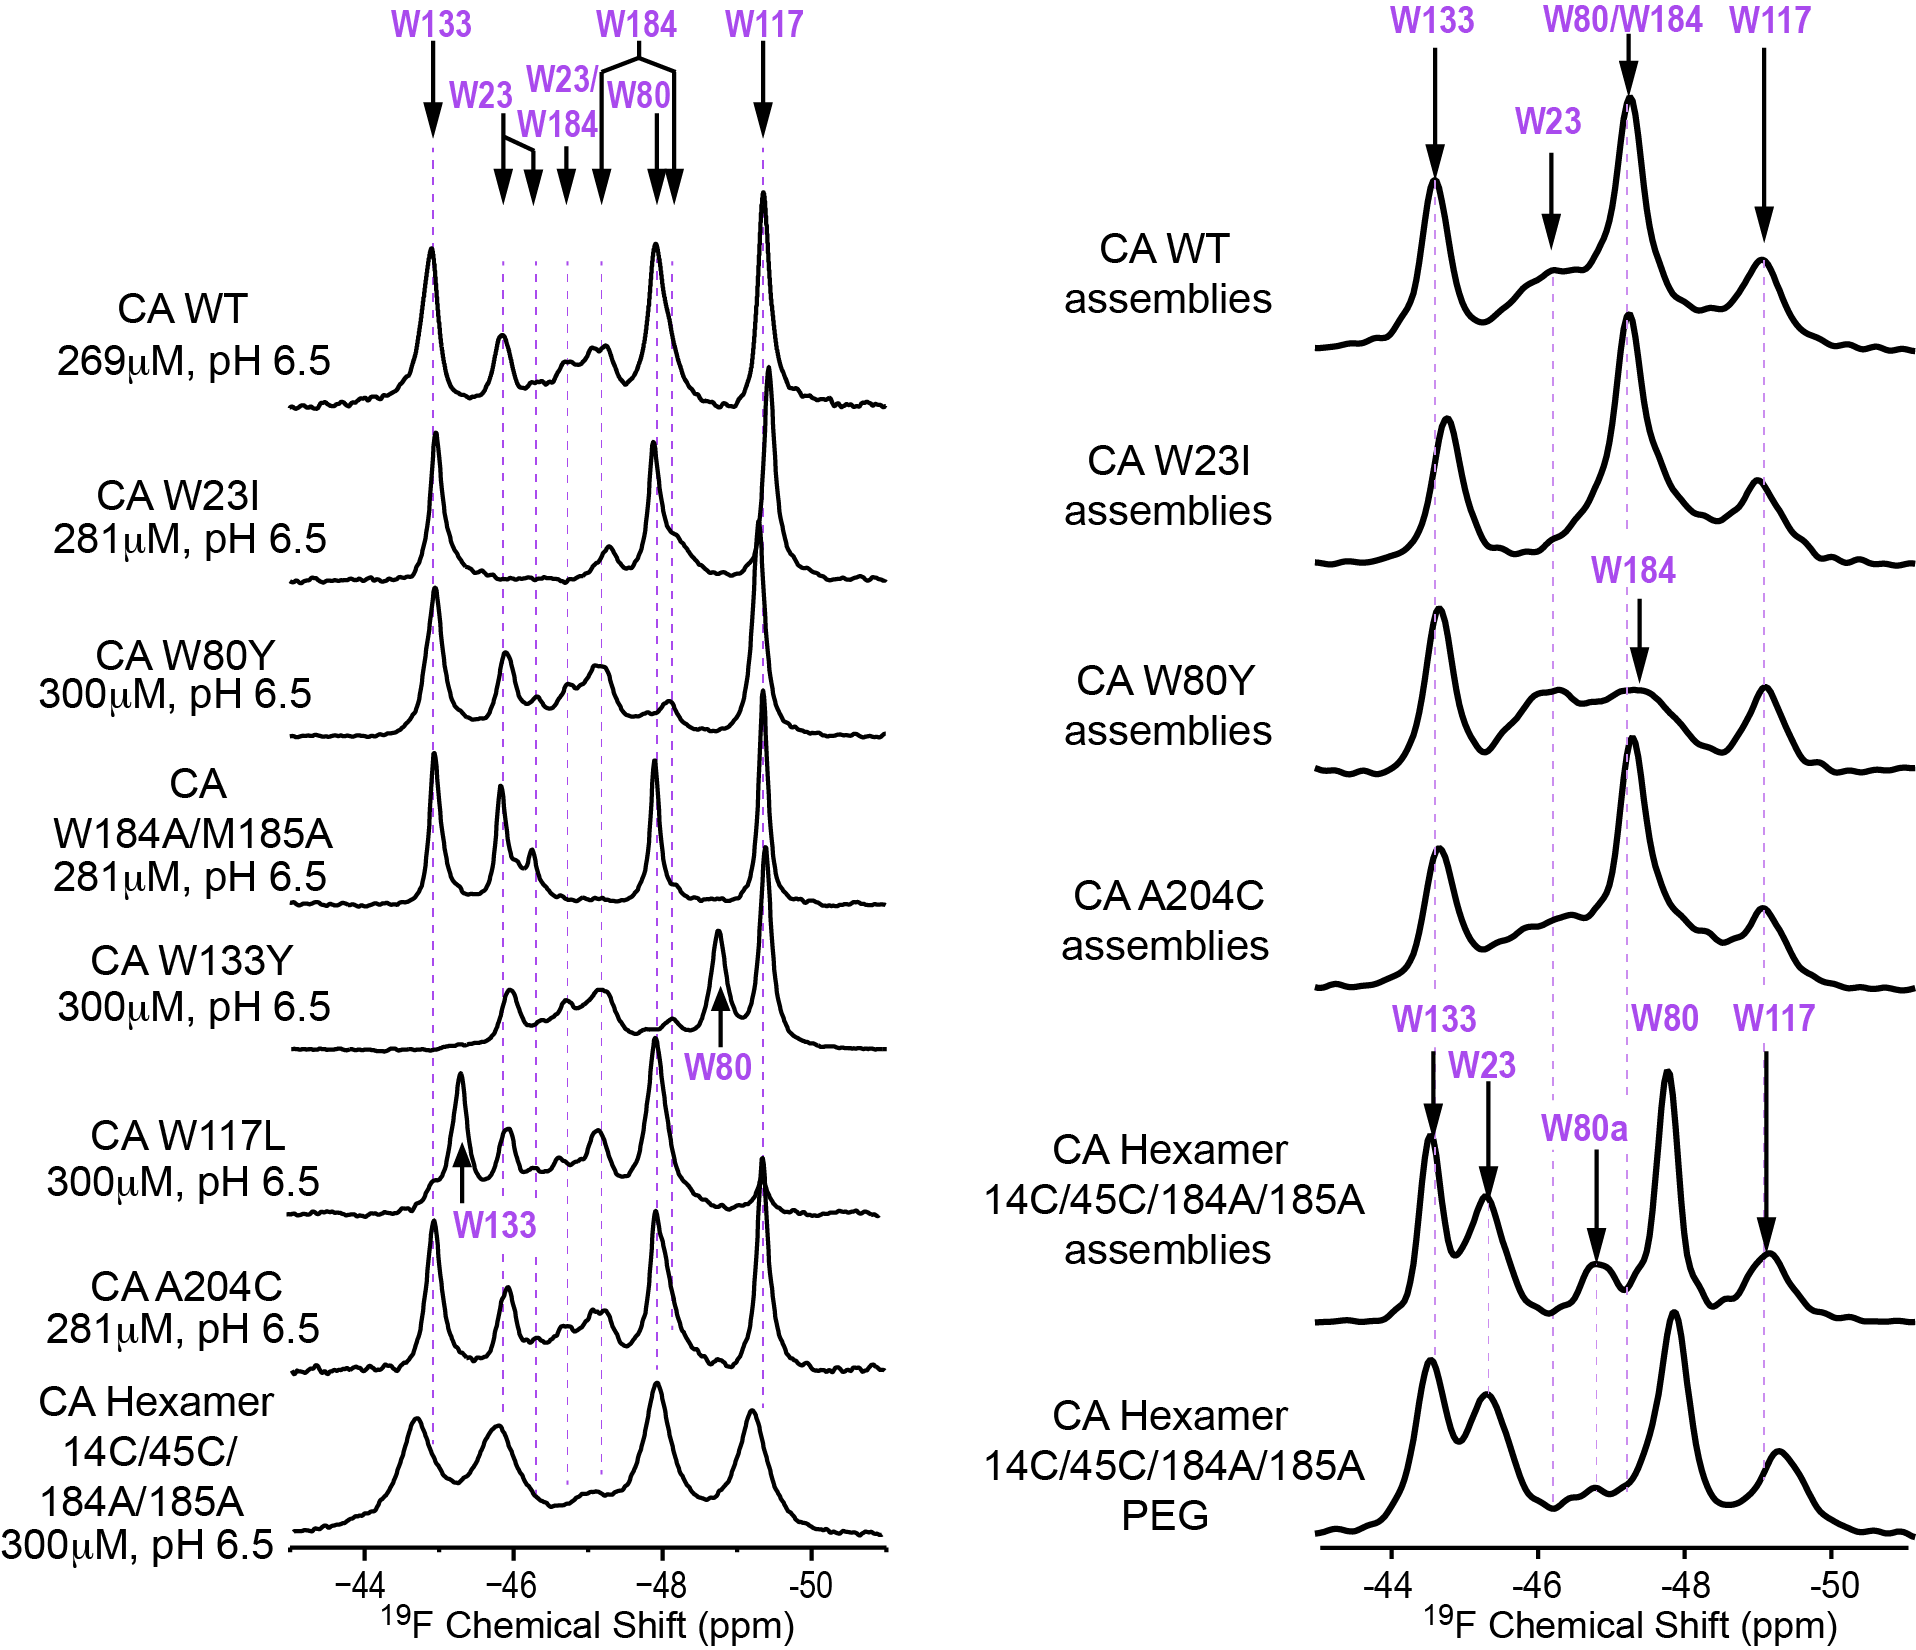 W133
W184
W117
W23
W23/
W184
W80
CA WT
269μM, pH 6.5
CA W23I
281μM, pH 6.5
CA W80Y
300μM, pH 6.5
CA
W184A/M185A
281μM, pH 6.5
CA W133Y
300μM, pH 6.5
W80
CA W117L
300μM, pH 6.5
W133
CA A204C
281μM, pH 6.5
CA Hexamer
14C/45C/
184A/185A
300μM, pH 6.5
−44 −46 −48 -50
19F Chemical Shift (ppm)
W133
W80/W184
W117
W23
CA WT
assemblies
CA W23I
assemblies
W184
CA W80Y
assemblies
CA A204C
assemblies
W133
W80
W117
W23
W80a
CA Hexamer
14C/45C/184A/185A
assemblies
CA Hexamer
14C/45C/184A/185A
PEG
-44 -46 -48 -50
19F Chemical Shift (ppm)